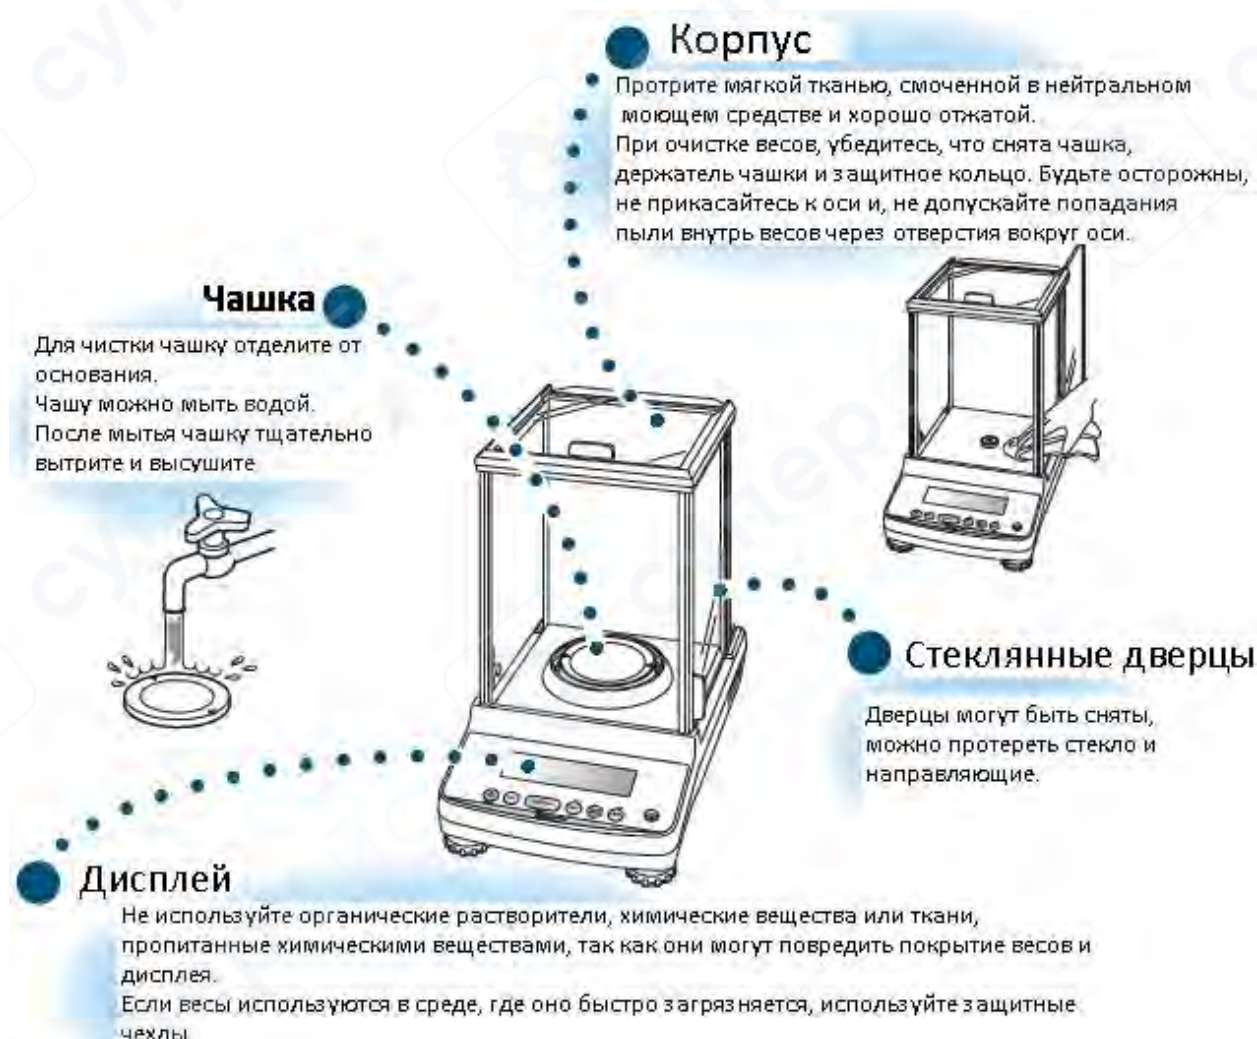 Корпус
Протрите мягкой тканью, смоченной в нейтральном
моющем средстве и хорошо отжатой.
При очистке весов, убедитесь, что снята чашка,
держатель чашки и защитное кольцо. Будьте осторожны,
не прикасайтесь к оси и, не допускайте попадания
пыли внутрь весов через отверстия вокруг оси.
Чашка
Для чистки чашку отделите от
основания.
Чашу можно мыть водой.
После мытья чашку тщательно
вытрите и высушите
Стеклянные дверцы
Дверцы могут быть сняты,
можно протереть стекло и
направляющие.
Дисплей
Не используйте органические растворители, химические вещества или ткани,
пропитанные химическими веществами, так как они могут повредить покрытие весов и
дисплея.
Если весы используются в среде, где оно быстро загрязняется, используйте защитные
чехлы.